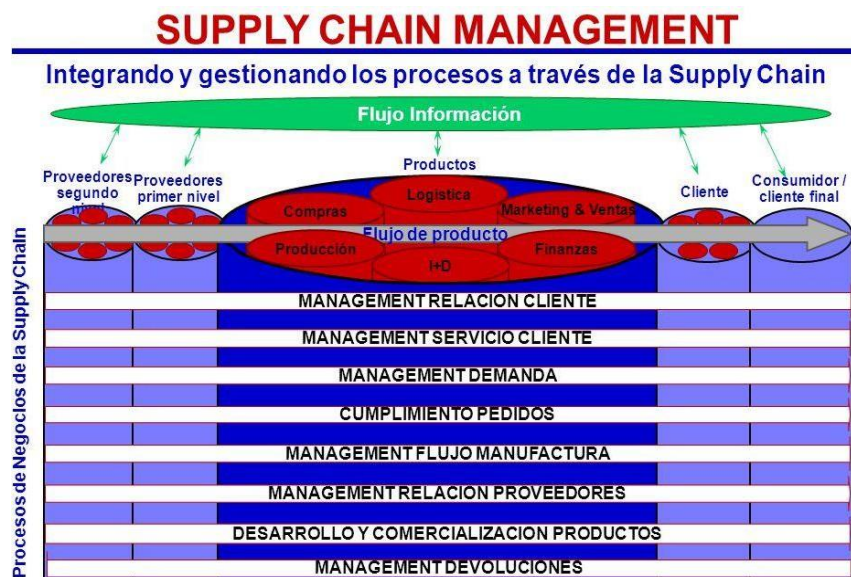 SUPPLY CHAIN MANAGEMENT
Integrando y gestionando los procesos a través de la Supply Chain
Flujo Información
Proveedores
segundo
nivel
Proveedores
primer nivel
Productos
Cliente
Consumidor /
cliente final
Compras
Logistica
Marketing & Ventas
Flujo de producto
Producción
I+D
Finanzas
Procesos de Negocios de la Supply Chain
MANAGEMENT RELACION CLIENTE
MANAGEMENT SERVICIO CLIENTE
MANAGEMENT DEMANDA
CUMPLIMIENTO PEDIDOS
MANAGEMENT FLUJO MANUFACTURA
MANAGEMENT RELACION PROVEEDORES
DESARROLLO Y COMERCIALIZACION PRODUCTOS
MANAGEMENT DEVOLUCIONES